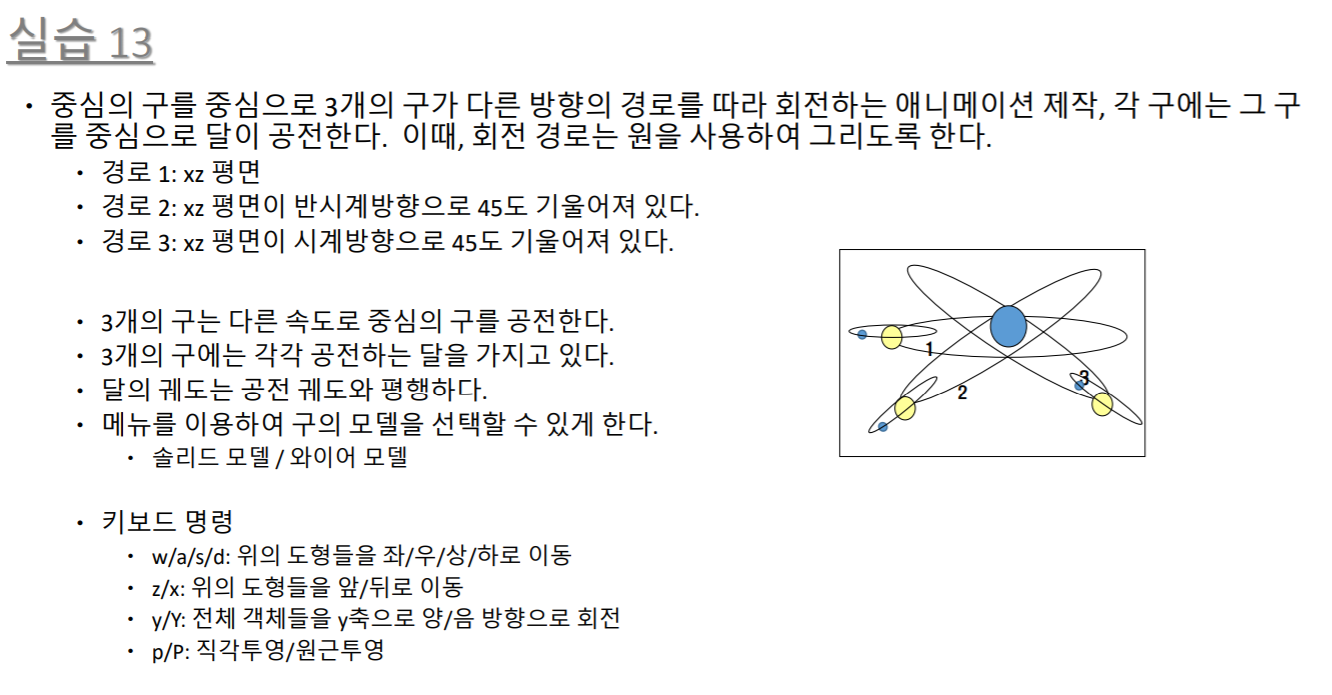 실습 13
• 중심의 구를 중심으로 3개의 구가 다른 방향의 경로를 따라 회전하는 애니메이션 제작, 각 구에는 그 구
를 중심으로 달이 공전한다. 이때, 회전 경로는 원을 사용하여 그리도록 한다.
• 경로 1: xz 평면
• 경로 2: xz 평면이 반시계방향으로 45도 기울어져 있다.
• 경로 3: xz 평면이 시계방향으로 45도 기울어져 있다.
• 3개의 구는 다른 속도로 중심의 구를 공전한다.
• 3개의 구에는 각각 공전하는 달을 가지고 있다.
• 달의 궤도는 공전 궤도와 평행하다.
• 메뉴를 이용하여 구의 모델을 선택할 수 있게 한다.
• 솔리드 모델 / 와이어 모델
1
3
2
• 키보드 명령
• w/a/s/d: 위의 도형들을 좌/우/상/하로 이동
• z/x: 위의 도형들을 앞/뒤로 이동
• y/Y: 전체 객체들을 y축으로 양/음 방향으로 회전
• p/P: 직각투영/원근투영